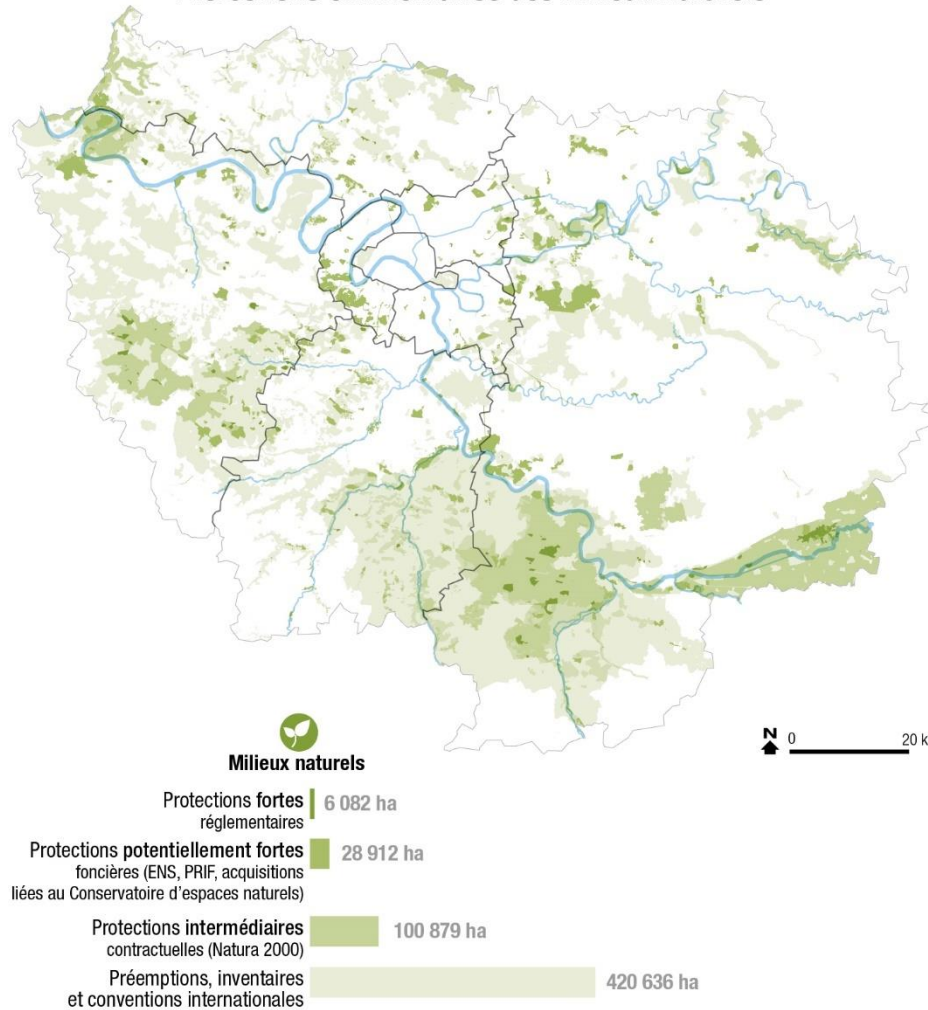 N
0
20 k
Milieux naturels
Protections fortes
réglementaires
6 082 ha
Protections potentiellement fortes
foncières (ENS, PRIF, acquisitions
liées au Conservatoire d'espaces naturels)
28 912 ha
Protections intermédiaires
contractuelles (Natura 2000)
100 879 ha
Préemptions, inventaires
et conventions internationales
420 636 ha